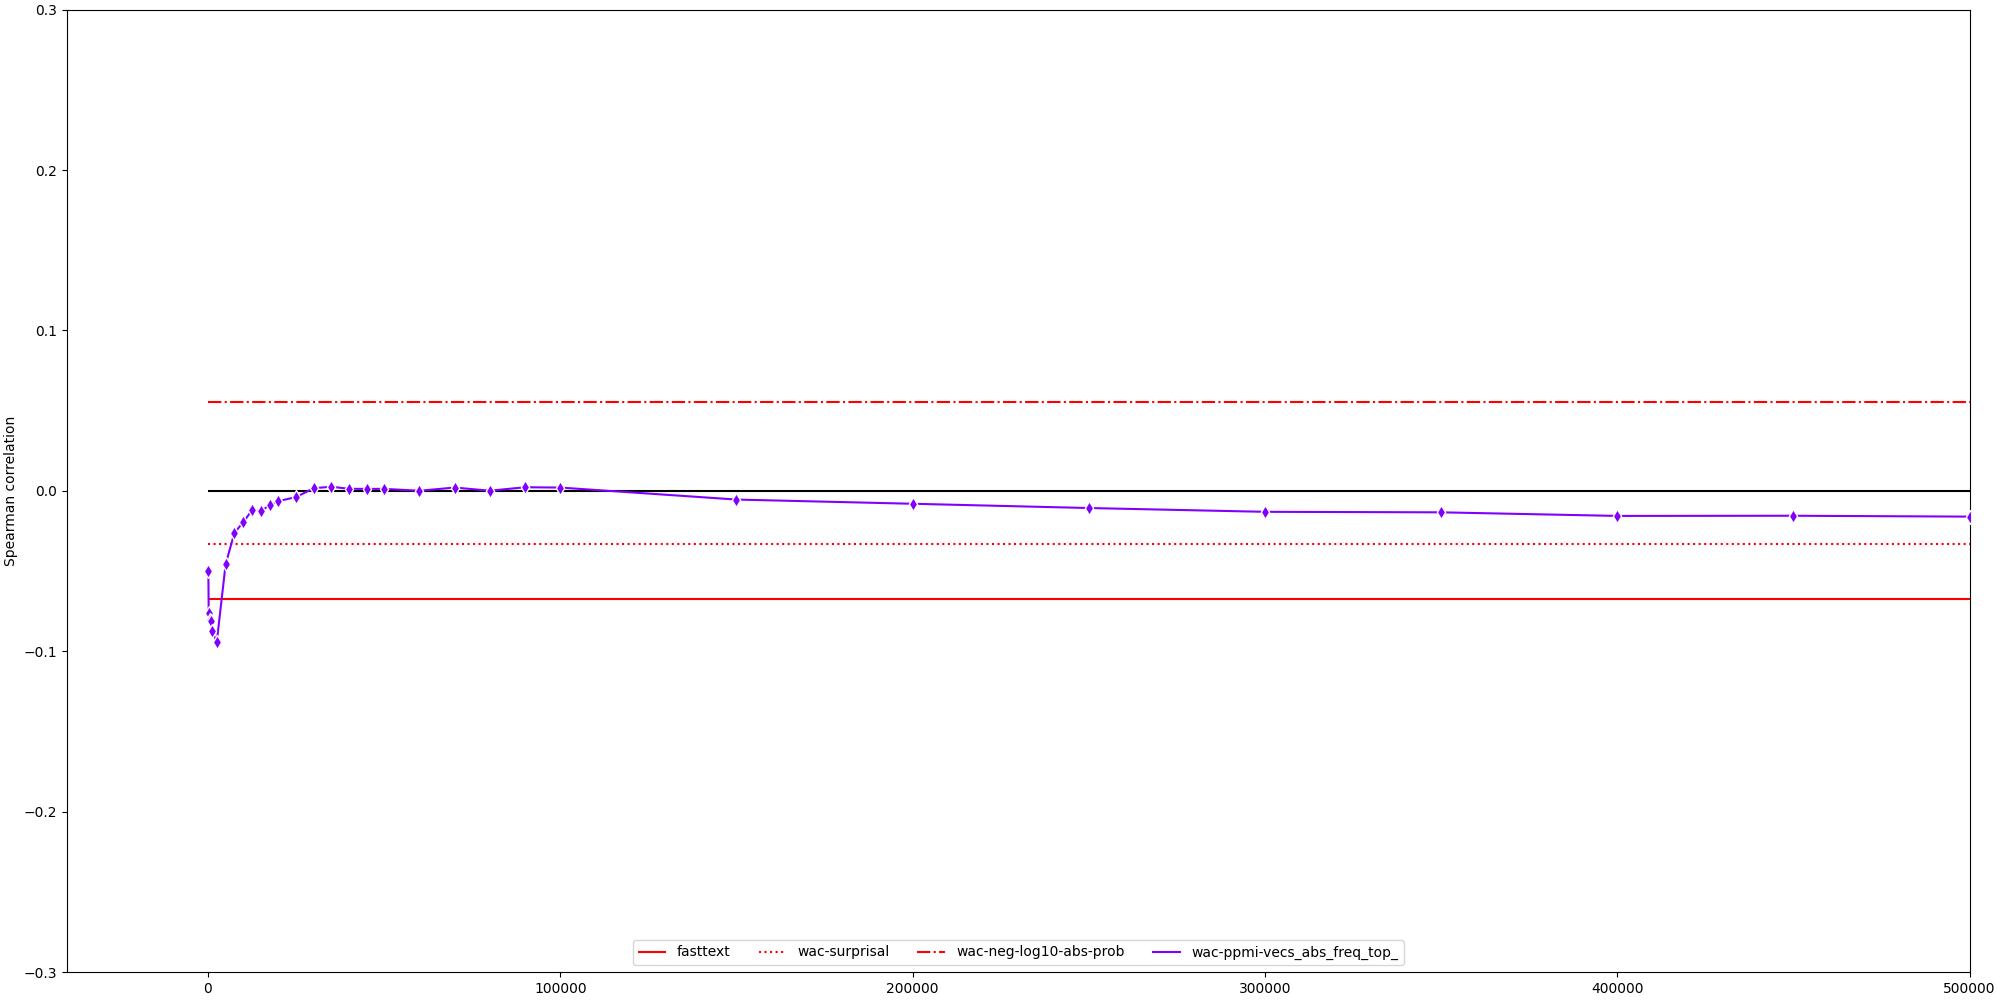 0.3
0.2
0.1
0.0
−0.1
−0.2
−0.3
Spearman correlation
fasttext wac-surprisal wac-neg-log10-abs-prob wac-ppmi-vecs_abs_freq_top_
0 100000 200000 300000 400000 500000